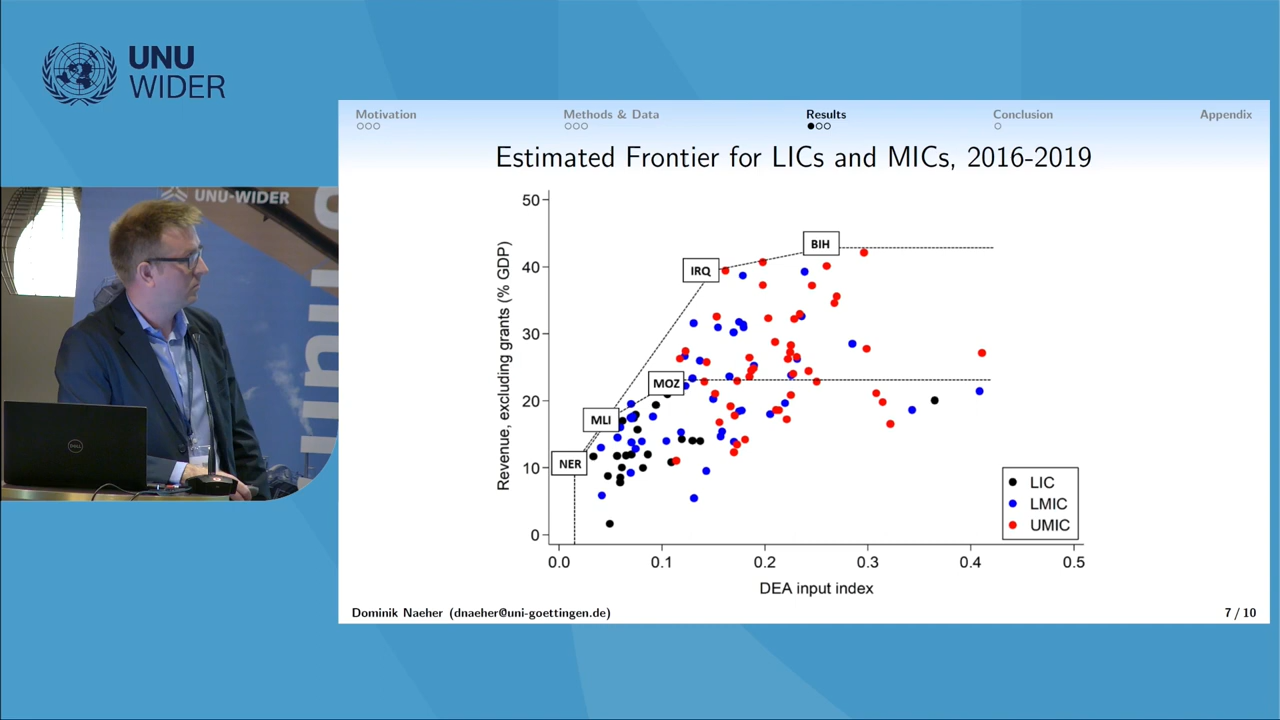 UNU
WIDER
UNU-WIDER
Motivation
Methods & Data
Results
Conclusion
Appendix
Estimated Frontier for LICs and MICs, 2016-2019
Revenue, excluding grants (% GDP)
50
40
30
20
10
0
BIH
IRQ
MOZ
MLI
NER
LIC
LMIC
UMIC
0.0
0.1
0.2
0.3
0.4
0.5
DEA input index
Dominik Naeher (dnaeher@uni-goettingen.de)
7 / 10
DELL